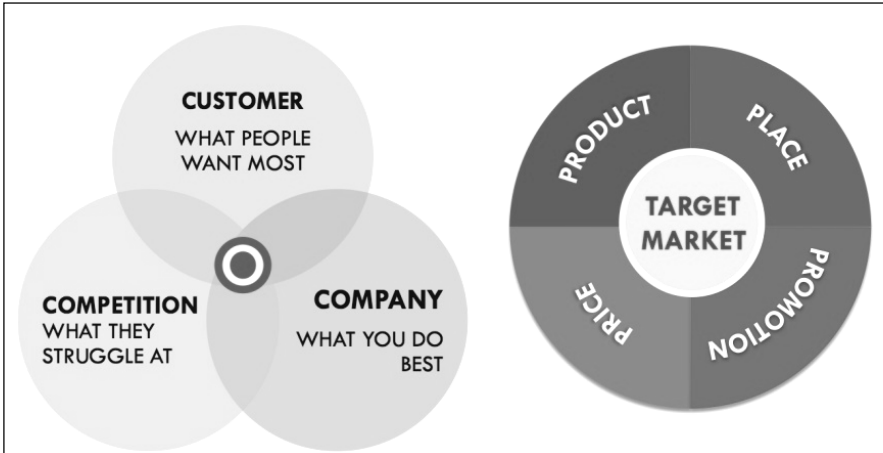 CUSTOMER
WHAT PEOPLE
WANT MOST
COMPETITION
WHAT THEY
STRUGGLE AT
COMPANY
WHAT YOU DO
BEST
PRODUCT
PLACE
TARGET
MARKET
PRICE
PROMOTION